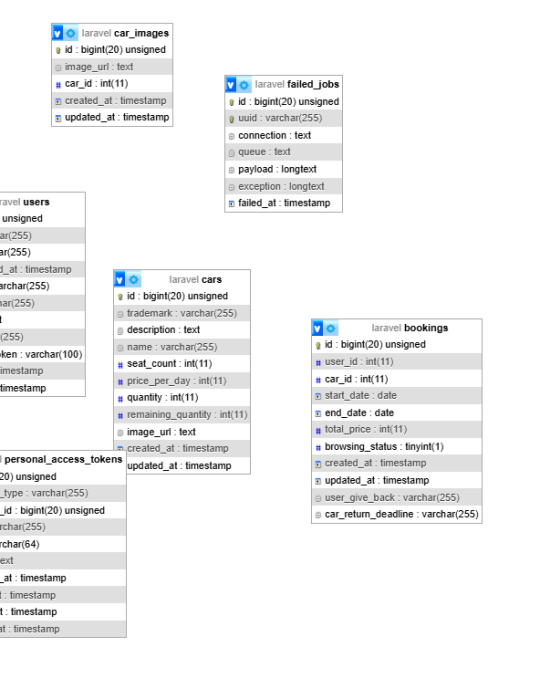 laravel car_images
id : bigint(20) unsigned
image_url : text
car_id : int(11)
created_at : timestamp
updated_at : timestamp
laravel failed_jobs
id : bigint(20) unsigned
uuid : varchar(255)
connection : text
queue : text
payload : longtext
exception : longtext
failed_at : timestamp
ravel users
unsigned
ar(255)
ar(255)
d_at : timestamp
archar(255)
har(255)
t
(255)
ken : varchar(100)
imestamp
timestamp
laravel cars
id : bigint(20) unsigned
trademark : varchar(255)
description : text
name : varchar(255)
seat_count : int(11)
price_per_day : int(11)
quantity : int(11)
remaining_quantity : int(11)
image_url : text
created_at : timestamp
updated_at : timestamp
laravel bookings
id : bigint(20) unsigned
user_id : int(11)
car_id : int(11)
start_date : date
end_date : date
total_price : int(11)
browsing_status : tinyint(1)
created_at : timestamp
updated_at : timestamp
user_give_back : varchar(255)
car_return_deadline : varchar(255)
l personal_access_tokens
20) unsigned
_type : varchar(255)
_id : bigint(20) unsigned
rchar(255)
rchar(64)
ext
_at : timestamp
t : timestamp
t : timestamp
at : timestamp